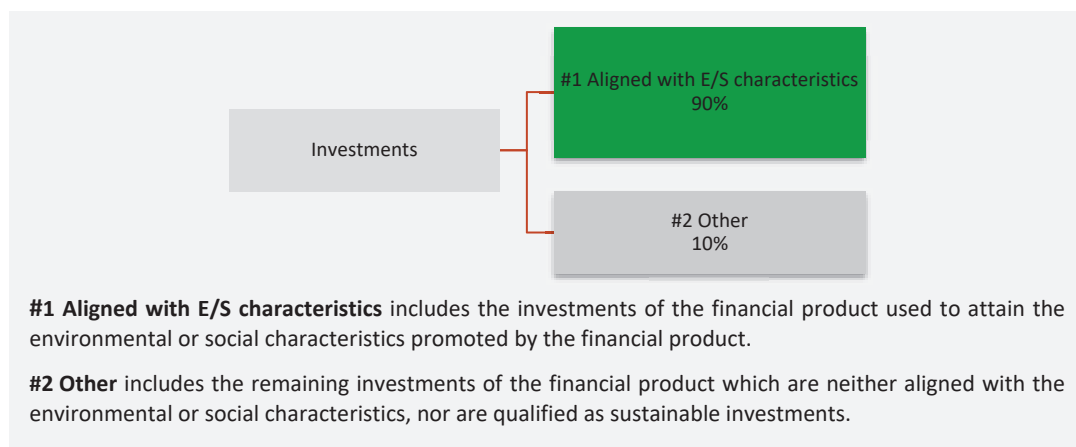 #1 Aligned with E/S characteristics
90%
Investments
#2 Other
10%
#1 Aligned with E/S characteristics includes the investments of the financial product used to attain the
environmental or social characteristics promoted by the financial product.
#2 Other includes the remaining investments of the financial product which are neither aligned with the
environmental or social characteristics, nor are qualified as sustainable investments.